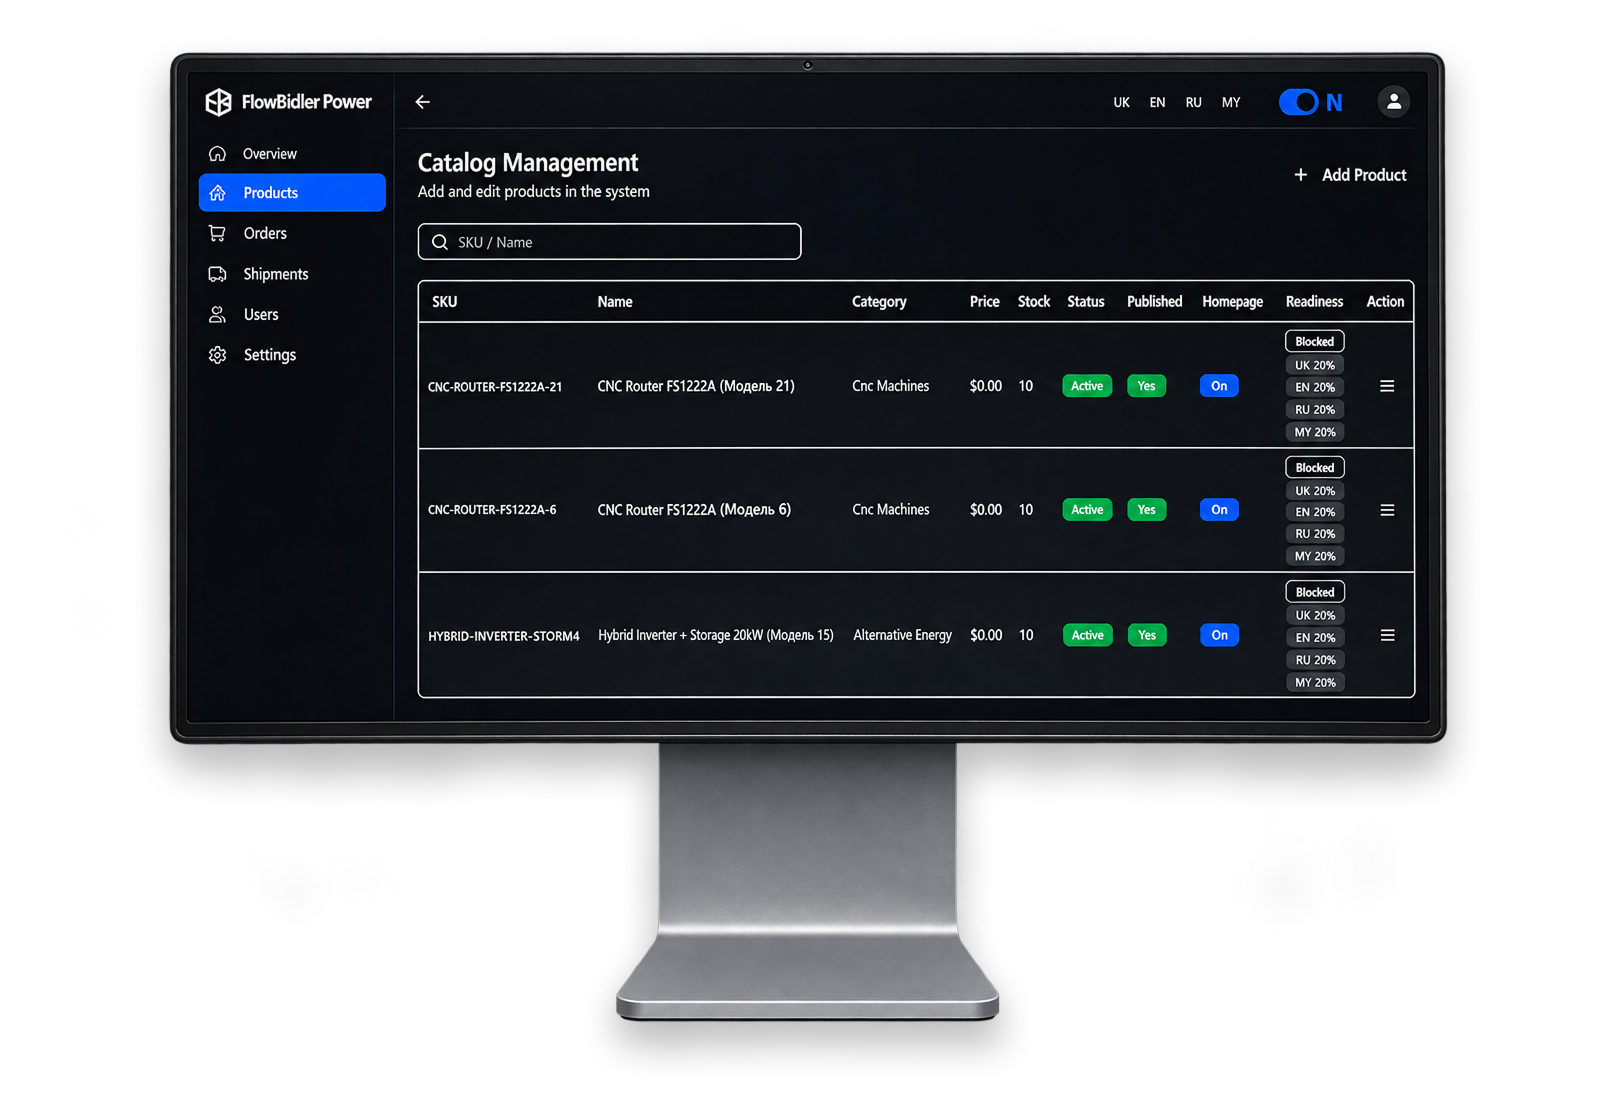 FlowBidler Power
UK EN RU MY
N
Overview
Products
Orders
Shipments
Users
Settings
Catalog Management
Add and edit products in the system
+ Add Product
SKU / Name
SKU Name Category Price Stock Status Published Homepage Readiness Action
CNC-ROUTER-FS1222A-21 CNC Router FS1222A (Модель 21) Cnc Machines $0.00 10 Active Yes On
Blocked
UK 20%
EN 20%
RU 20%
MY 20%
CNC-ROUTER-FS1222A-6 CNC Router FS1222A (Модель 6) Cnc Machines $0.00 10 Active Yes On
Blocked
UK 20%
EN 20%
RU 20%
MY 20%
HYBRID-INVERTER-STORM4 Hybrid Inverter + Storage 20kW (Модель 15) Alternative Energy $0.00 10 Active Yes On
Blocked
UK 20%
EN 20%
RU 20%
MY 20%